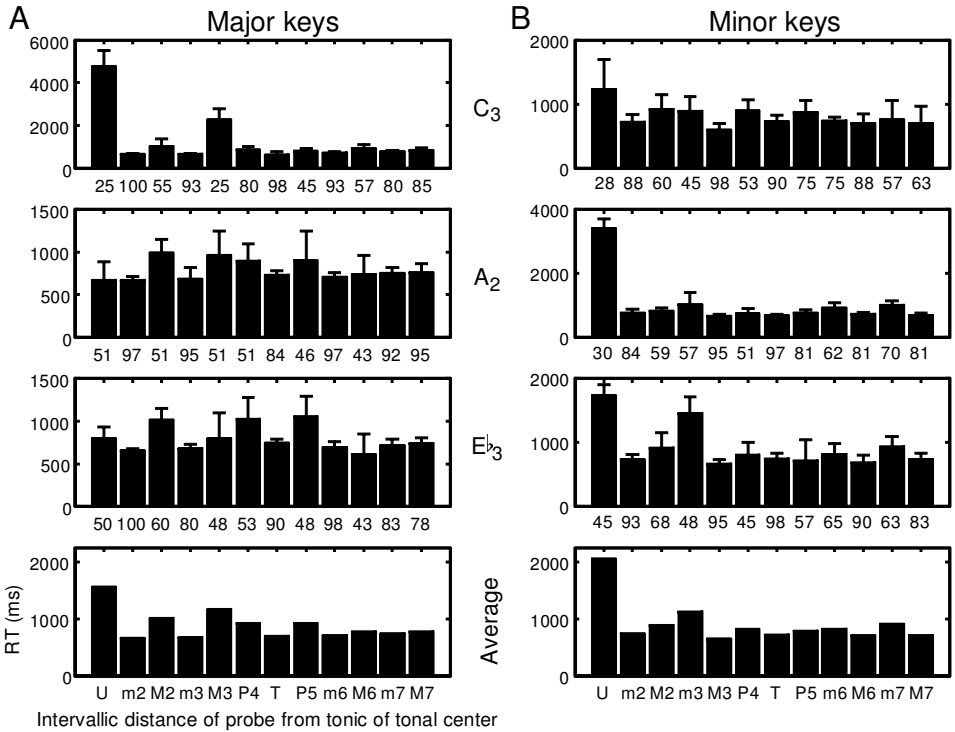 A Major keys B Minor keys
6000
4000
2000
0
25 100 55 93 25 80 98 45 93 57 80 85
C3
2000
1000
0
28 88 60 45 98 53 90 75 75 88 57 63
1500
1000
500
0
51 97 51 95 51 51 84 46 97 43 92 95
A2
4000
2000
0
30 84 59 57 95 51 97 81 62 81 70 81
1500
1000
500
0
50 100 60 80 48 53 90 48 98 43 83 78
E♭3
2000
1000
0
45 93 68 48 95 45 98 57 65 90 63 83
RT (ms)
2000
1000
0
U m2 M2 m3 M3 P4 T P5 m6 M6 m7 M7
Intervallic distance of probe from tonic of tonal center
Average
2000
1000
0
U m2 M2 m3 M3 P4 T P5 m6 M6 m7 M7